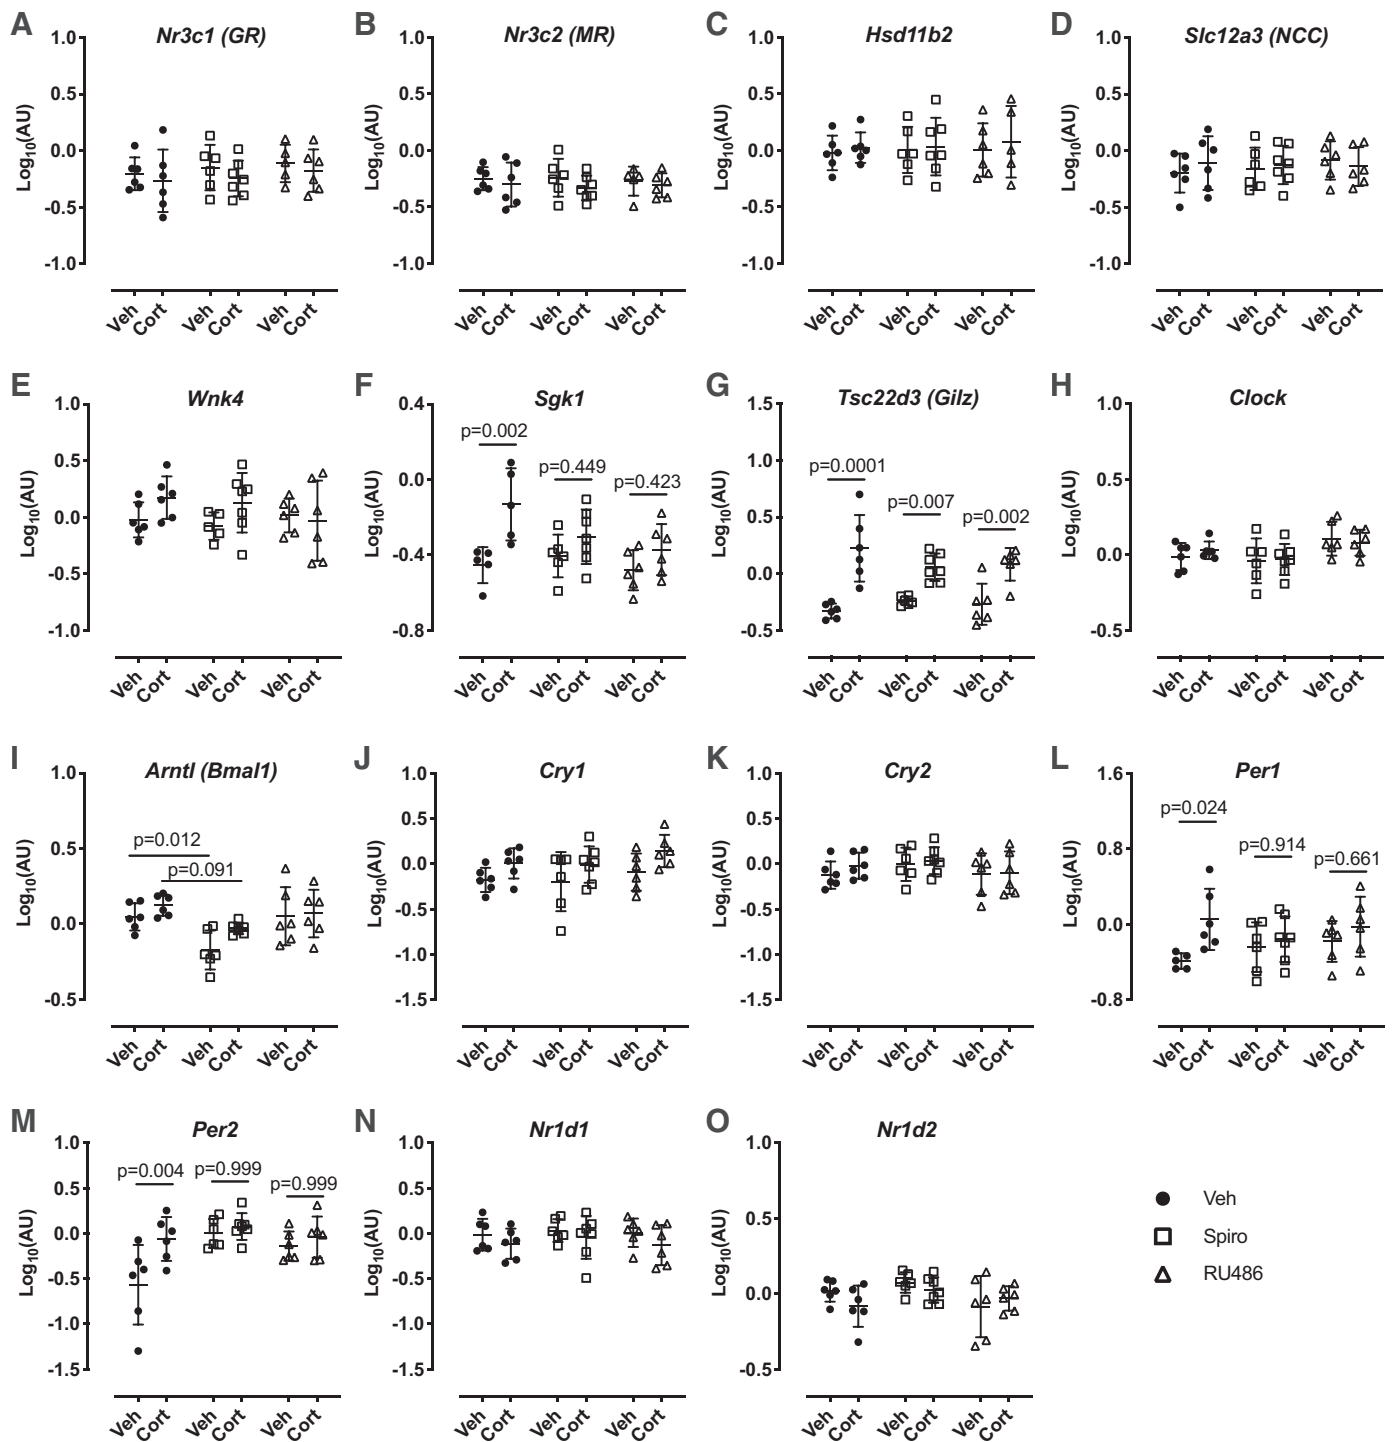 A
Nr3c1 (GR)
1.0
0.5
0.0
-0.5
-1.0
Log10(AU)
Veh
Cort
Veh
Cort
Veh
Cort
B
Nr3c2 (MR)
1.0
0.5
0.0
-0.5
-1.0
Log10(AU)
Veh
Cort
Veh
Cort
Veh
Cort
C
Hsd11b2
1.0
0.5
0.0
-0.5
-1.0
Log10(AU)
Veh
Cort
Veh
Cort
Veh
Cort
D
Slc12a3 (NCC)
1.0
0.5
0.0
-0.5
-1.0
Log10(AU)
Veh
Cort
Veh
Cort
Veh
Cort
E
Wnk4
1.0
0.5
0.0
-0.5
-1.0
Log10(AU)
Veh
Cort
Veh
Cort
Veh
Cort
F
Sgk1
0.4
0.0
-0.4
-0.8
Log10(AU)
p=0.002
p=0.449
p=0.423
Veh
Cort
Veh
Cort
Veh
Cort
G
Tsc22d3 (Gilz)
1.5
1.0
0.5
0.0
-0.5
Log10(AU)
p=0.0001
p=0.007
p=0.002
Veh
Cort
Veh
Cort
Veh
Cort
H
Clock
1.0
0.5
0.0
-0.5
Log10(AU)
Veh
Cort
Veh
Cort
Veh
Cort
I
Arntl (Bmal1)
1.0
0.5
0.0
-0.5
Log10(AU)
p=0.012
p=0.091
Veh
Cort
Veh
Cort
Veh
Cort
J
Cry1
1.0
0.5
0.0
-0.5
-1.0
-1.5
Log10(AU)
Veh
Cort
Veh
Cort
Veh
Cort
K
Cry2
1.0
0.5
0.0
-0.5
-1.0
-1.5
Log10(AU)
Veh
Cort
Veh
Cort
Veh
Cort
L
Per1
1.6
0.8
0.0
-0.8
Log10(AU)
p=0.024
p=0.914
p=0.661
Veh
Cort
Veh
Cort
Veh
Cort
M
Per2
1.0
0.5
0.0
-0.5
-1.0
-1.5
Log10(AU)
p=0.004
p=0.999
p=0.999
Veh
Cort
Veh
Cort
Veh
Cort
N
Nr1d1
1.0
0.5
0.0
-0.5
-1.0
-1.5
Log10(AU)
Veh
Cort
Veh
Cort
Veh
Cort
O
Nr1d2
1.0
0.5
0.0
-0.5
Log10(AU)
Veh
Cort
Veh
Cort
Veh
Cort
Veh
Spiro
RU486